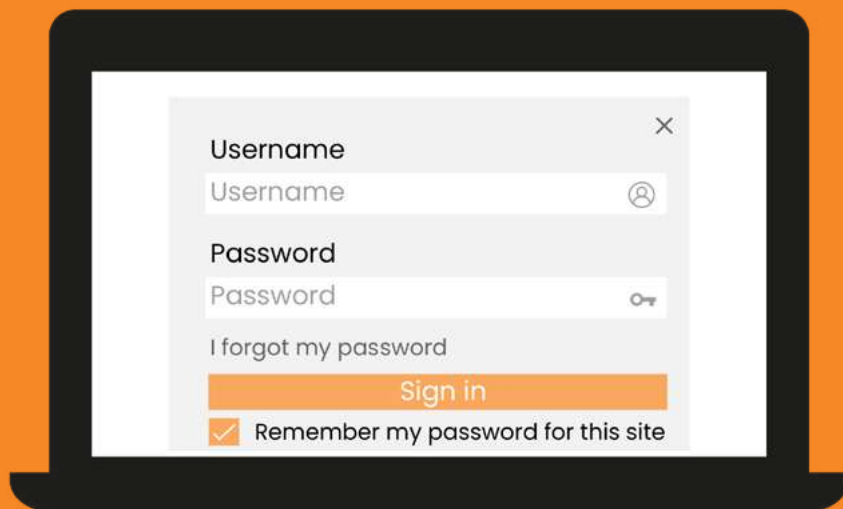 Username
Username
Password
Password
I forgot my password
Sign in
Remember my password for this site